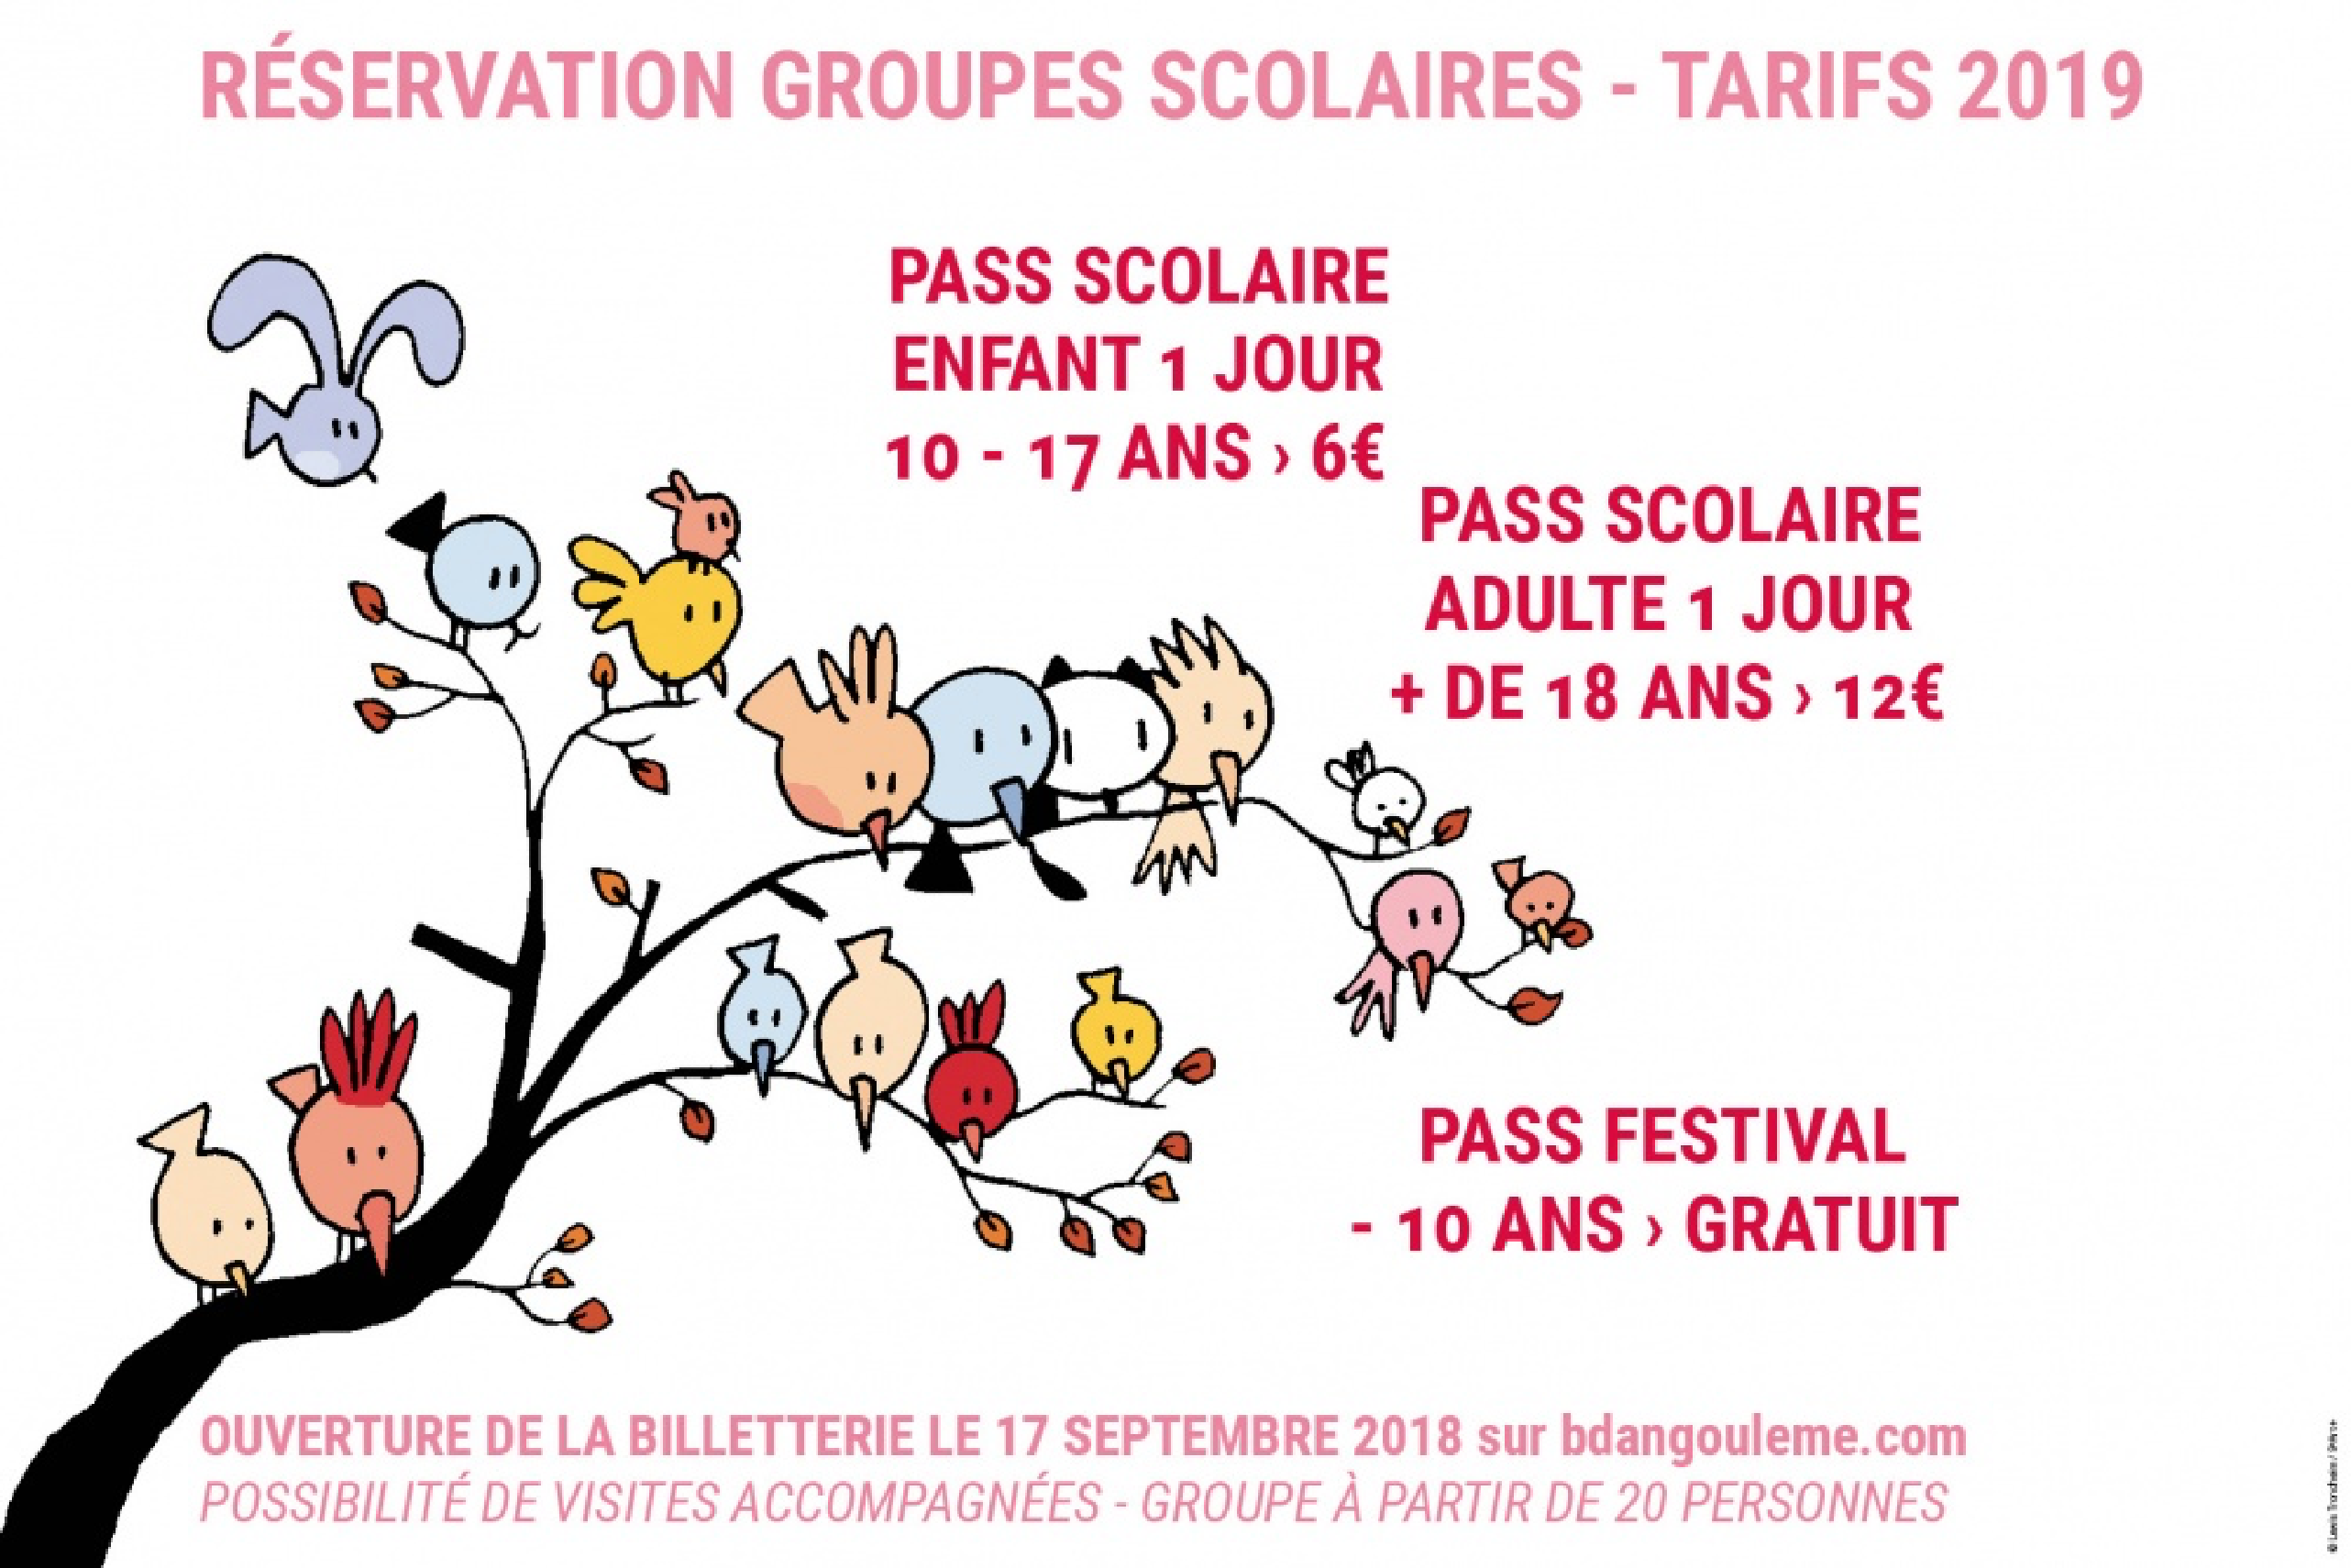 RÉSERVATION GROUPES SCOLAIRES - TARIFS 2019
PASS SCOLAIRE
ENFANT 1 JOUR
10 - 17 ANS › 6€
PASS SCOLAIRE
ADULTE 1 JOUR
+ DE 18 ANS › 12€
PASS FESTIVAL
- 10 ANS › GRATUIT
OUVERTURE DE LA BILLETTERIE LE 17 SEPTEMBRE 2018 sur bdangouleme.com
POSSIBILITÉ DE VISITES ACCOMPAGNÉES - GROUPE À PARTIR DE 20 PERSONNES
© Lewis Trondheim /